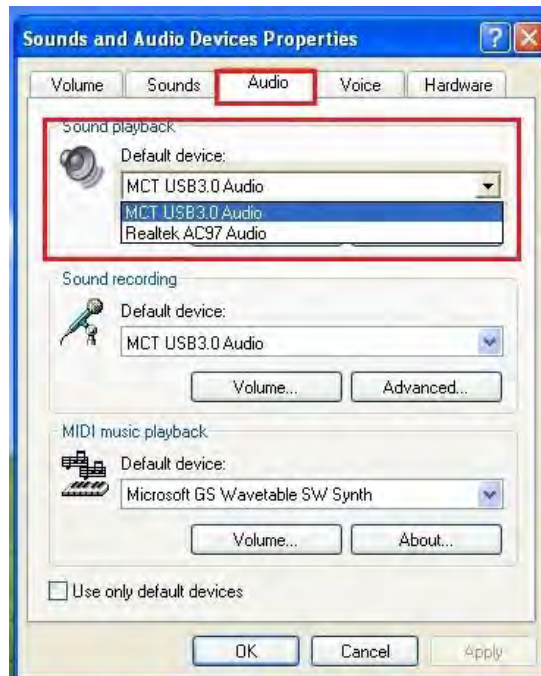 Sounds and Audio Devices Properties
Volume Sounds Audio Voice Hardware
Sound playback
Default device:
MCT USB3.0 Audio
MCT USB3.0 Audio
Realtek AC97 Audio
Sound recording
Default device:
MCT USB3.0 Audio
Volume... Advanced...
MIDI music playback
Default device:
Microsoft GS Wavetable SW Synth
Volume... About...
Use only default devices
OK Cancel Apply